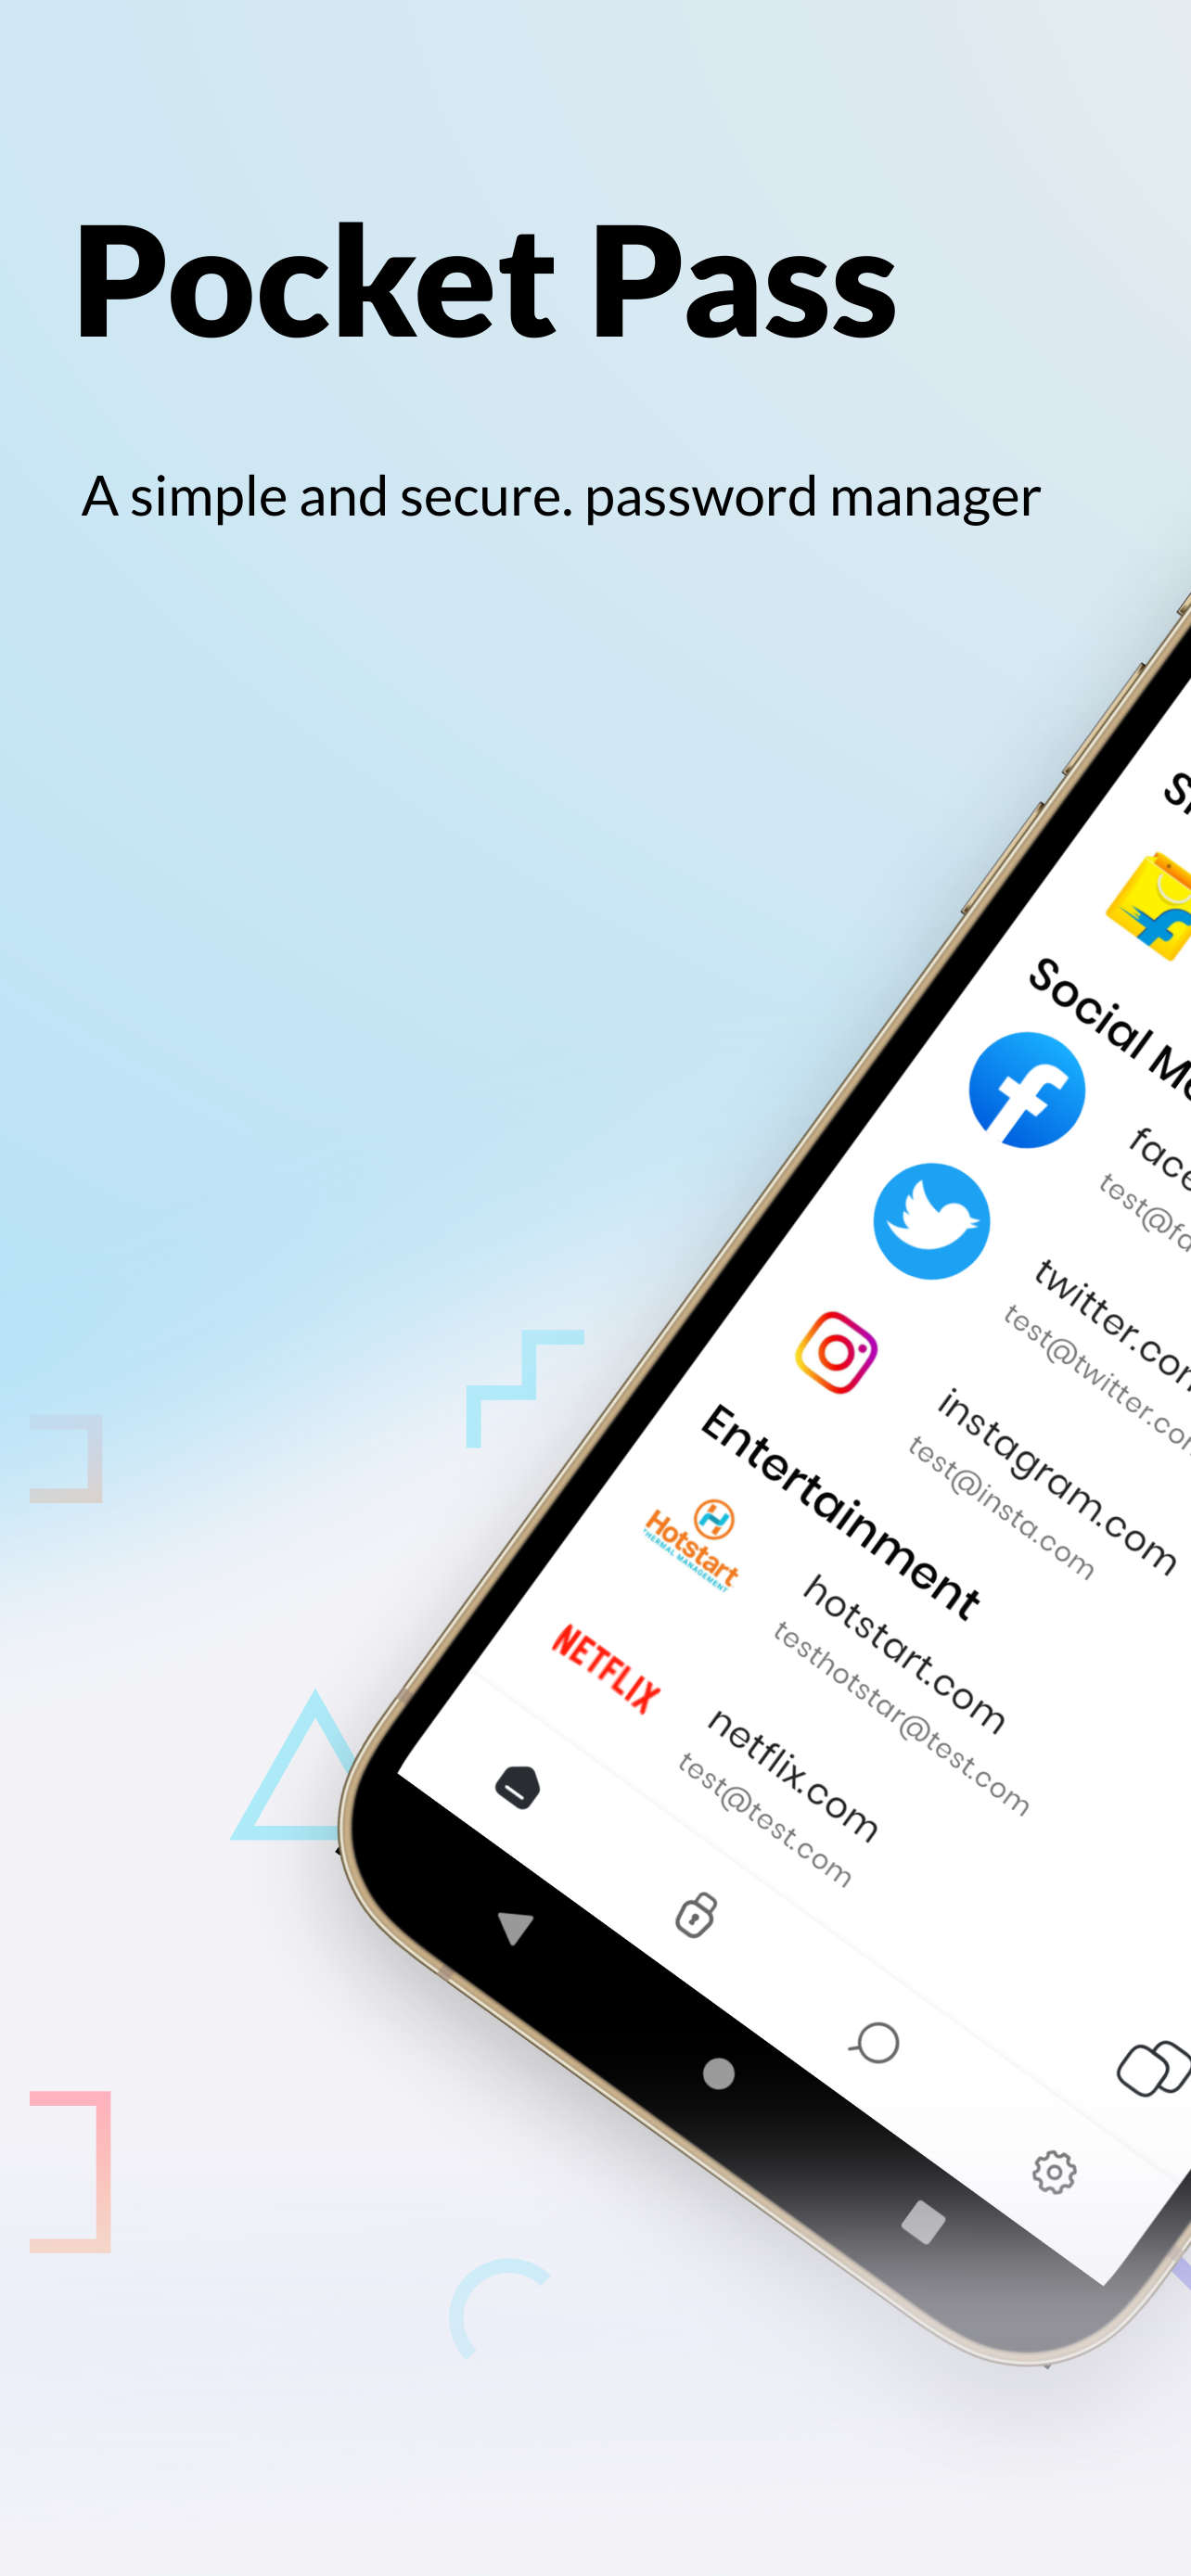 Pocket Pass
A simple and secure. password manager
Social M
face
test@fa
twitter.com
test@twitter.com
instagram.com
test@insta.com
Entertainment
Hotstart
THERMAL MANAGEMENT
hotstart.com
testhotstar@test.com
NETFLIX
netflix.com
test@test.com